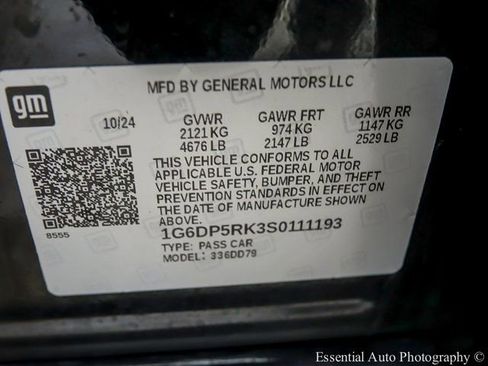 MFD BY GENERAL MOTORS LLC
gm
10/24 GVWR GAWR FRT GAWR RR
2121 KG 974 KG 1147 KG
4676 LB 2147 LB 2529 LB
THIS VEHICLE CONFORMS TO ALL
APPLICABLE U.S. FEDERAL MOTOR
VEHICLE SAFETY, BUMPER, AND THEFT
PREVENTION STANDARDS IN EFFECT ON
THE DATE OF MANUFACTURE SHOWN
ABOVE.
8555
1G6DP5RK3S0111193
TYPE: PASS CAR
MODEL: 336DD79
Essential Auto Photography ©